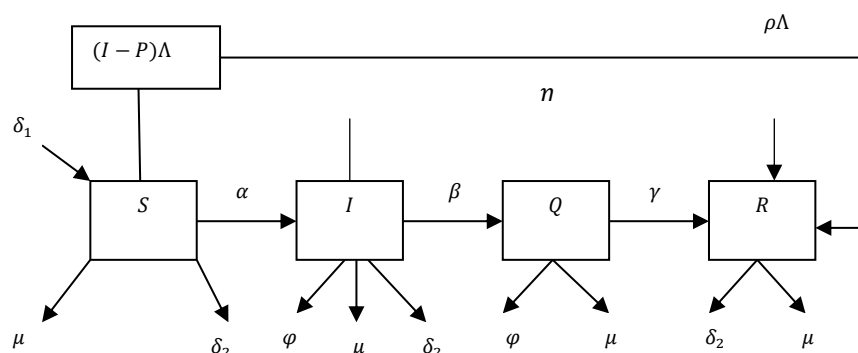 ρΛ
(I − P)Λ
n
δ₁
S α I β Q γ R
μ δ₂ φ μ δ₂ φ μ δ₂ μ